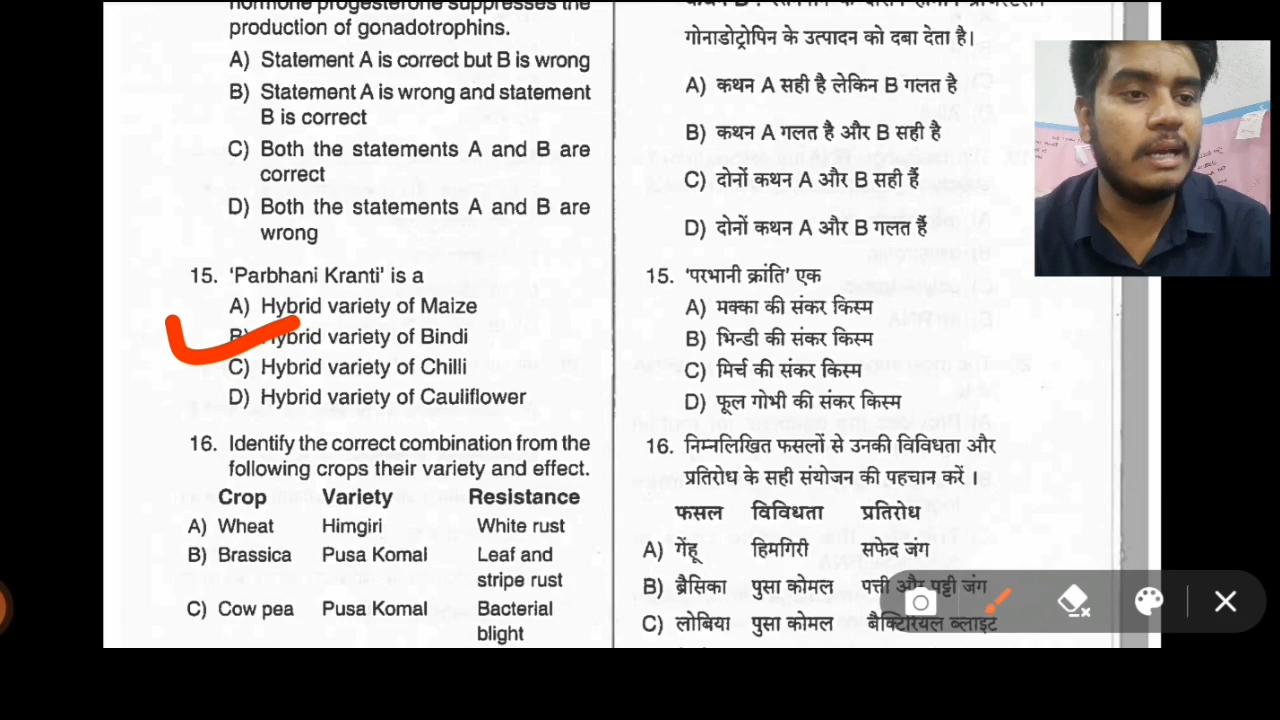 hormone progesterone suppresses the
production of gonadotrophins.
A) Statement A is correct but B is wrong
B) Statement A is wrong and statement
B is correct
C) Both the statements A and B are
correct
D) Both the statements A and B are
wrong
15. ‘Parbhani Kranti’ is a
A) Hybrid variety of Maize
B) Hybrid variety of Bindi
C) Hybrid variety of Chilli
D) Hybrid variety of Cauliflower
16. Identify the correct combination from the
following crops their variety and effect.
Crop Variety Resistance
A) Wheat Himgiri White rust
B) Brassica Pusa Komal Leaf and
stripe rust
C) Cow pea Pusa Komal Bacterial
blight
गोनाडोट्रोपिन के उत्पादन को दबा देता है।
A) कथन A सही है लेकिन B गलत है
B) कथन A गलत है और B सही है
C) दोनों कथन A और B सही हैं
D) दोनों कथन A और B गलत हैं
15. ‘परभानी क्रांति’ एक
A) मक्का की संकर किस्म
B) भिन्डी की संकर किस्म
C) मिर्च की संकर किस्म
D) फूल गोभी की संकर किस्म
16. निम्नलिखित फसलों से उनकी विविधता और
प्रतिरोध के सही संयोजन की पहचान करें ।
फसल विविधता प्रतिरोध
A) गेंहू हिमगिरी सफेद जंग
B) ब्रैसिका पुसा कोमल पत्ती और पट्टी जंग
C) लोबिया पुसा कोमल बैक्टिरियल ब्लाइट